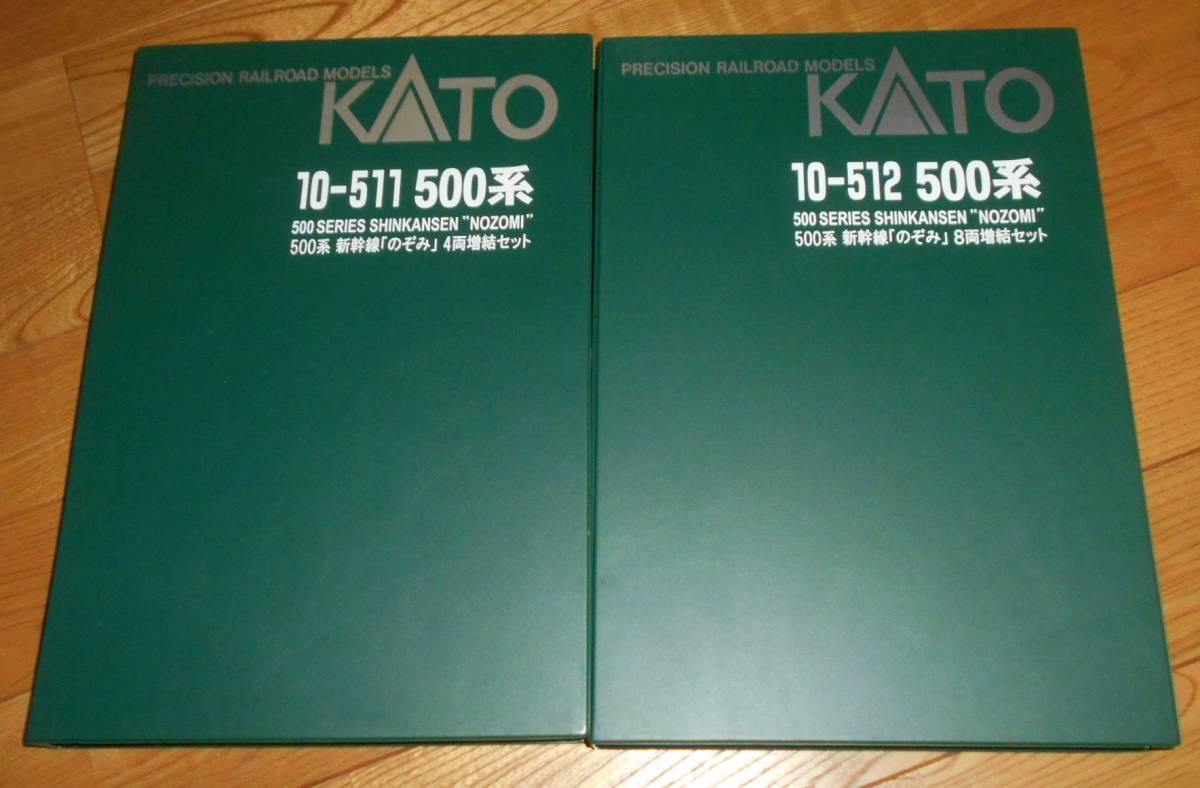 PRECISION RAILROAD MODELS
KATO
10-511 500系
500 SERIES SHINKANSEN "NOZOMI"
500系 新幹線「のぞみ」 4両増結セット
PRECISION RAILROAD MODELS
KATO
10-512 500系
500 SERIES SHINKANSEN "NOZOMI"
500系 新幹線「のぞみ」 8両増結セット